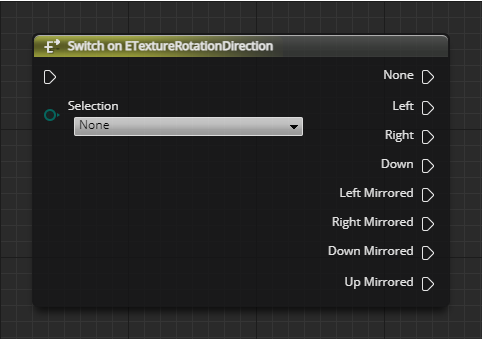 Switch on ETextureRotationDirection
None
Left
Selection
None
Right
Down
Left Mirrored
Right Mirrored
Down Mirrored
Up Mirrored